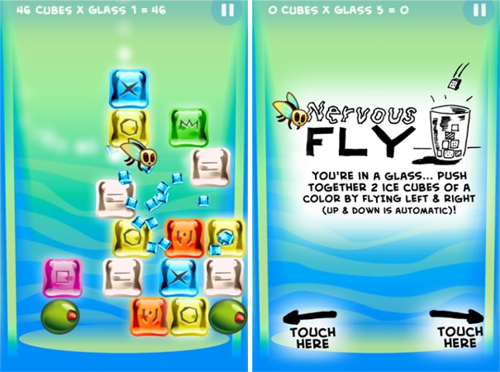 46 CUBES X GLASS 1 = 46
0 CUBES X GLASS 5 = 0
NERVOUS
FLY
YOU'RE IN A GLASS... PUSH
TOGETHER 2 ICE CUBES OF A
COLOR BY FLYING LEFT & RIGHT
(UP & DOWN IS AUTOMATIC)!
TOUCH
HERE
TOUCH
HERE